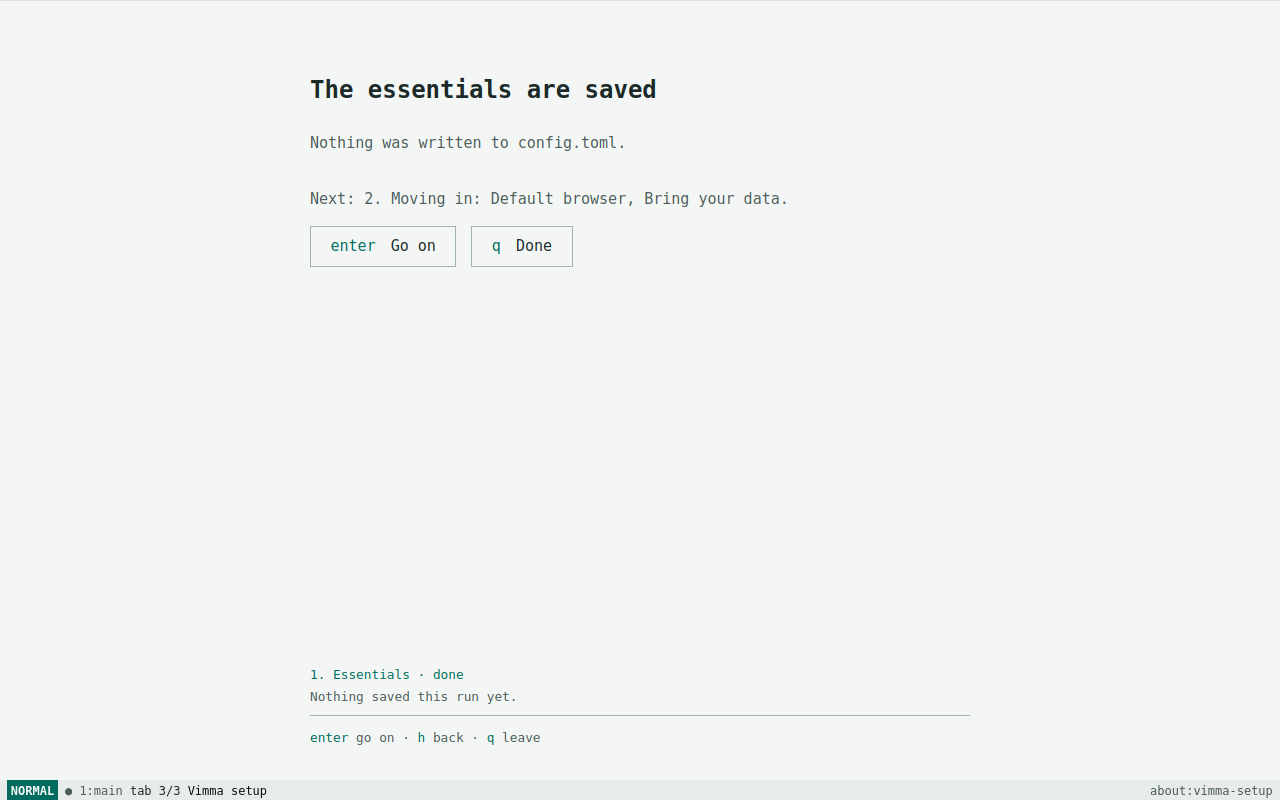 The essentials are saved
Nothing was written to config.toml.
Next: 2. Moving in: Default browser, Bring your data.
enter Go on q Done
1. Essentials · done
Nothing saved this run yet.
enter go on · h back · q leave
NORMAL ● 1:main tab 3/3 Vimma setup about:vimma-setup